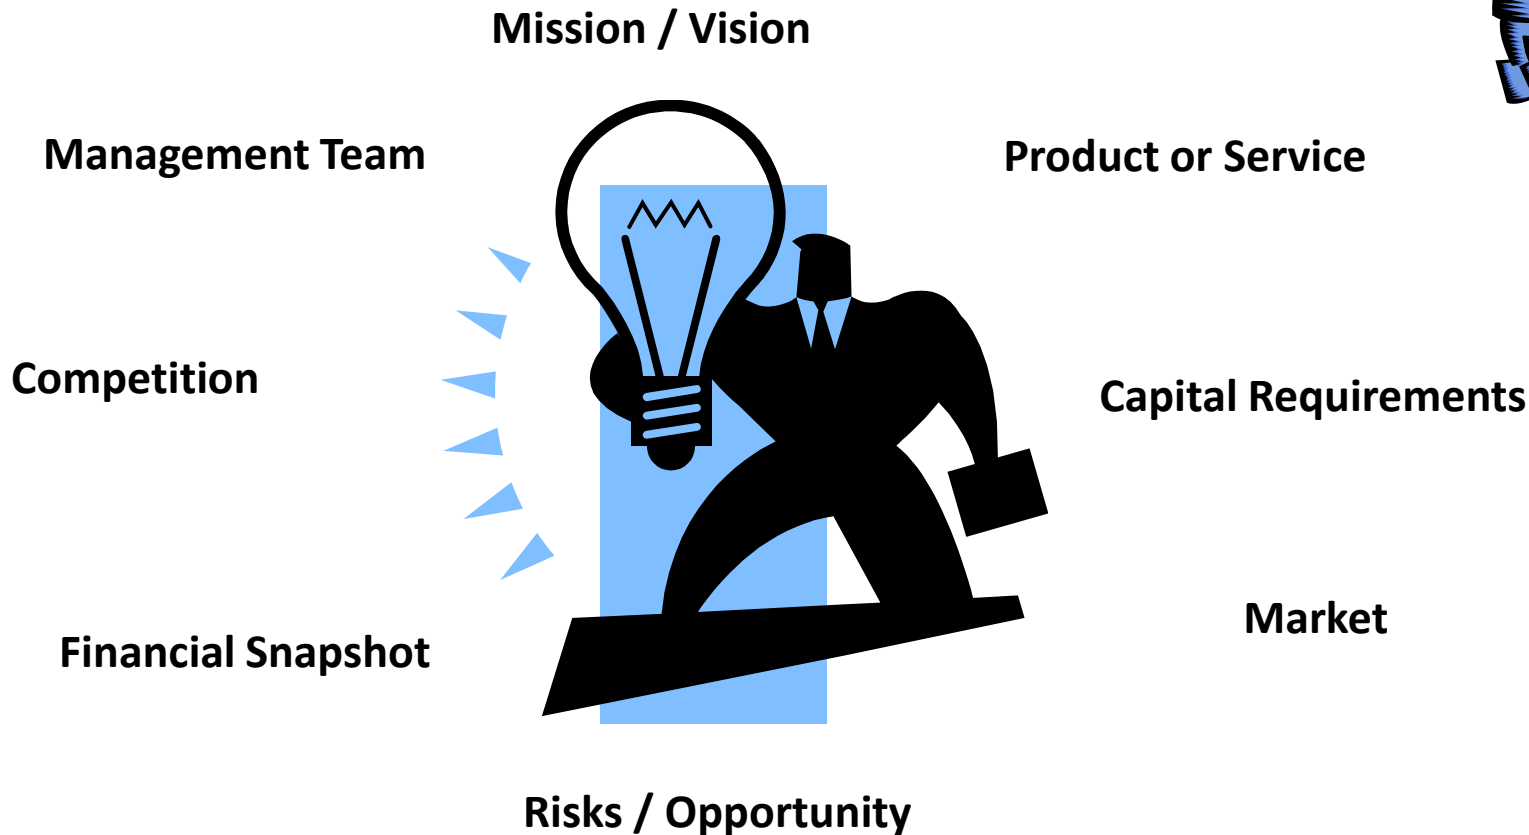 Mission / Vision
Management Team
Product or Service
Competition
Capital Requirements
Financial Snapshot
Market
Risks / Opportunity